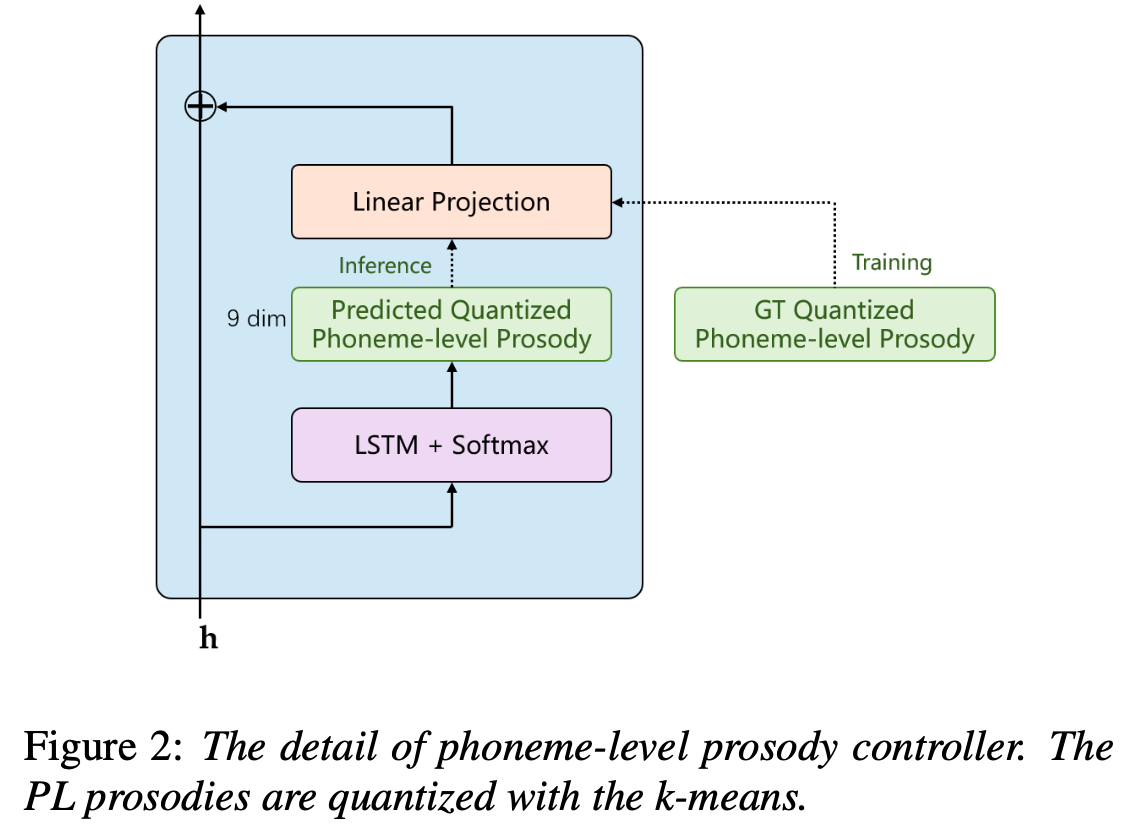 Linear Projection
Inference
Training
9 dim
Predicted Quantized
Phoneme-level Prosody
GT Quantized
Phoneme-level Prosody
LSTM + Softmax
h
Figure 2: The detail of phoneme-level prosody controller. The
PL prosodies are quantized with the k-means.